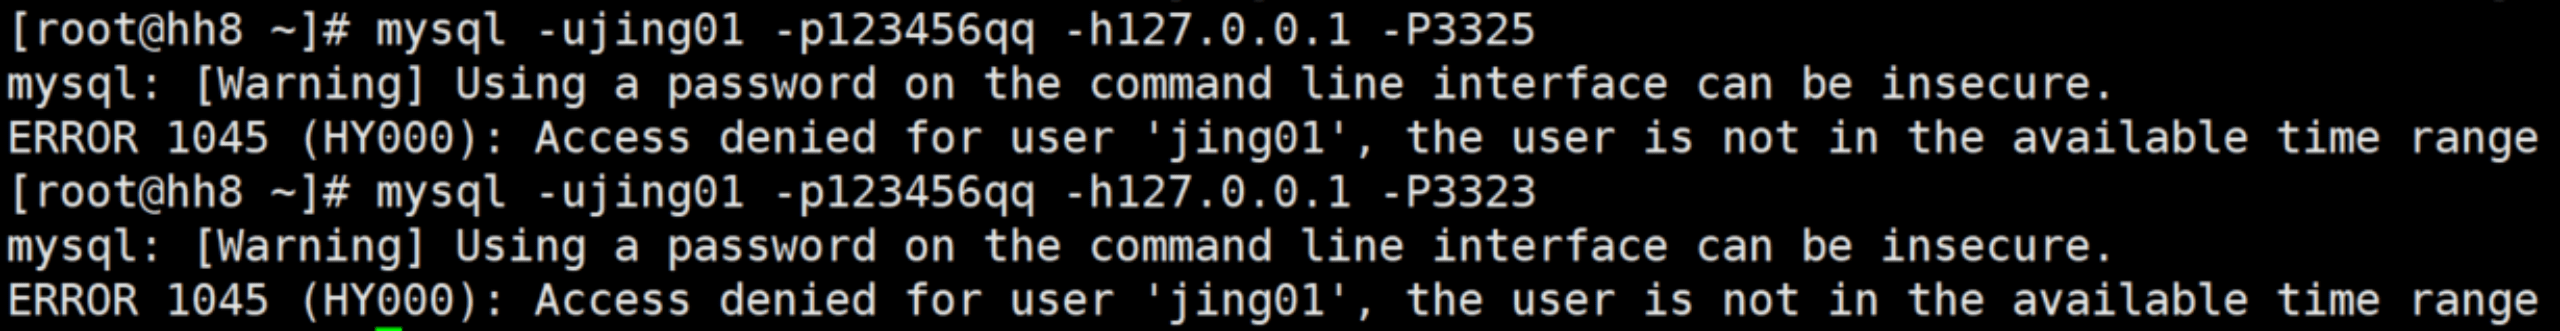 [root@hh8 ~]# mysql -ujing01 -p123456qq -h127.0.0.1 -P3325
mysql: [Warning] Using a password on the command line interface can be insecure.
ERROR 1045 (HY000): Access denied for user 'jing01', the user is not in the available time range
[root@hh8 ~]# mysql -ujing01 -p123456qq -h127.0.0.1 -P3323
mysql: [Warning] Using a password on the command line interface can be insecure.
ERROR 1045 (HY000): Access denied for user 'jing01', the user is not in the available time range